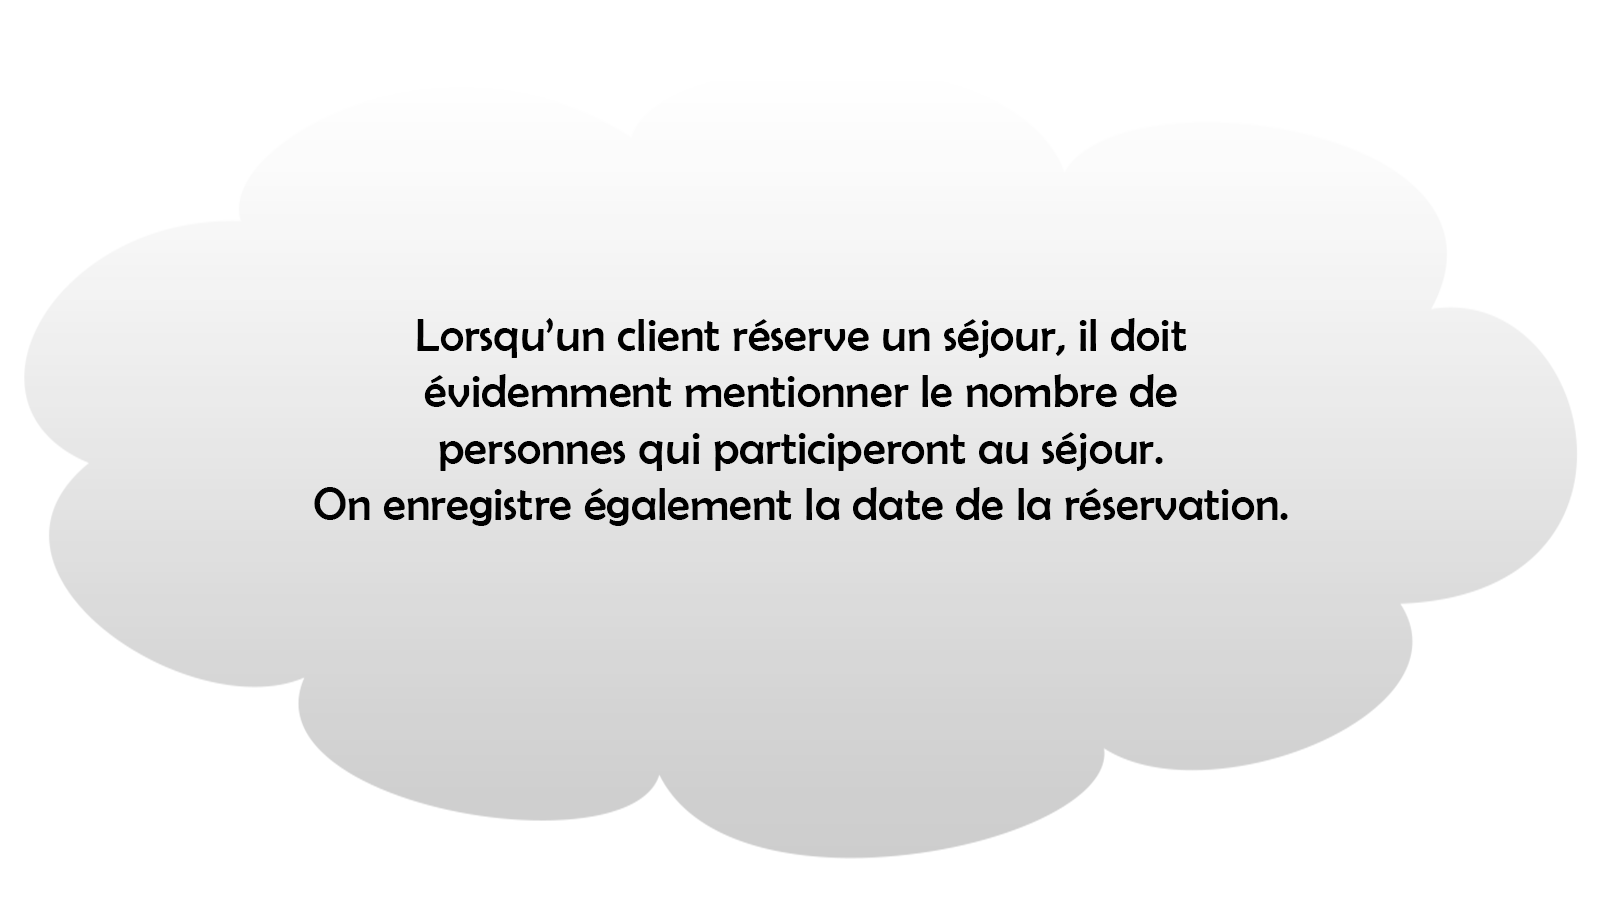 Lorsqu’un client réserve un séjour, il doit
évidemment mentionner le nombre de
personnes qui participeront au séjour.
On enregistre également la date de la réservation.